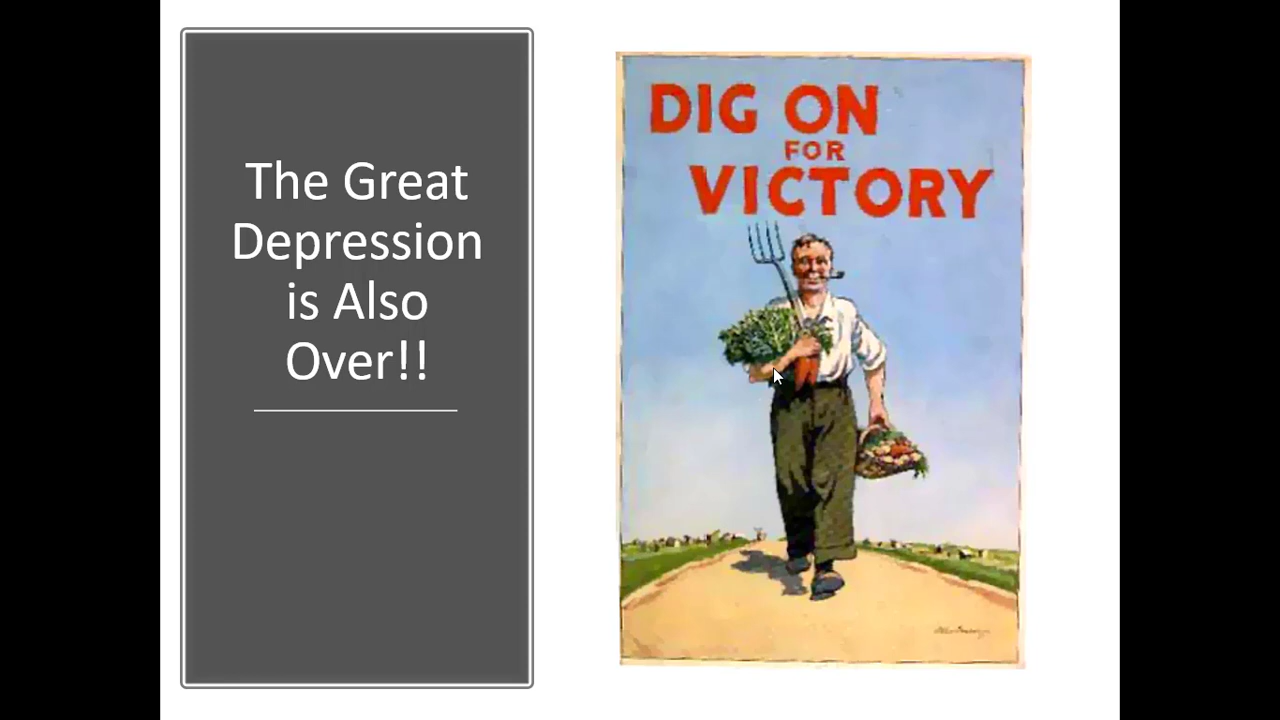 The Great
Depression
is Also
Over!!
DIG ON
FOR
VICTORY